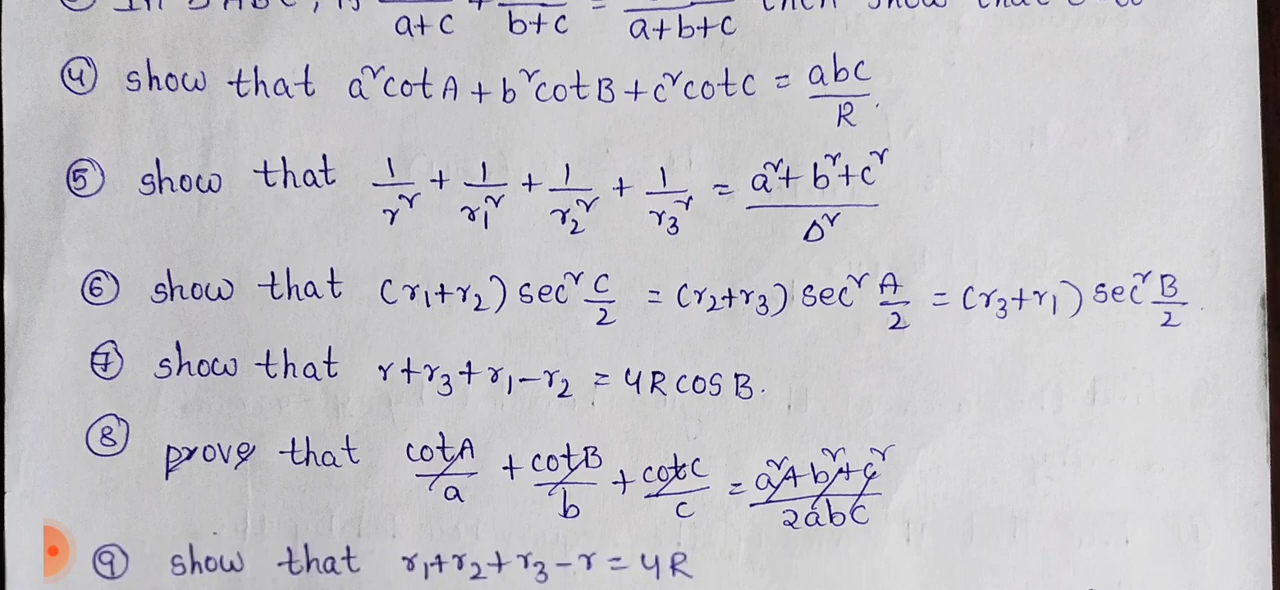 a+c b+c a+b+c
④ show that a²cotA + b²cotB + c²cotC = abc/R.
⑤ show that 1/r² + 1/r₁² + 1/r₂² + 1/r₃² = (a²+b²+c²)/Δ²
⑥ show that (r₁+r₂) sec² C/2 = (r₂+r₃) sec² A/2 = (r₃+r₁) sec² B/2.
⑦ show that r+r₃+r₁-r₂ = 4R COS B.
⑧ prove that cotA/a + cotB/b + cotC/c = (a²+b²+c²)/2abc
⑨ show that r₁+r₂+r₃-r = 4R